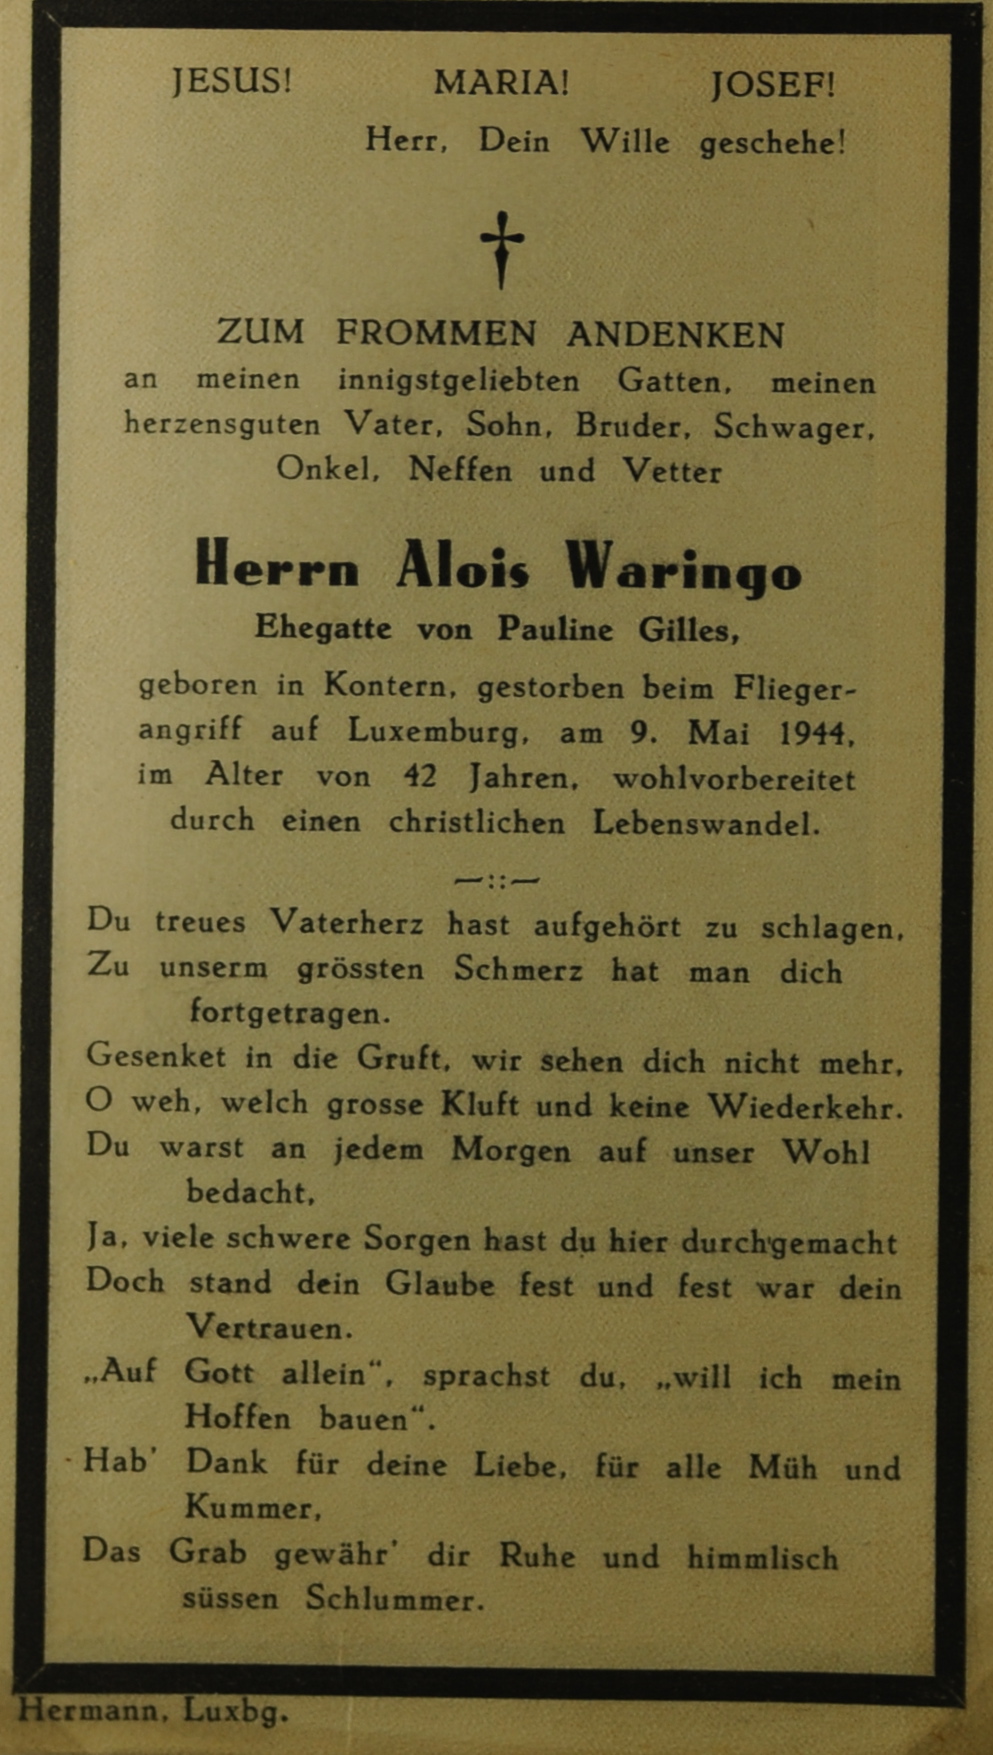 JESUS! MARIA! JOSEF!
Herr, Dein Wille geschehe!
ZUM FROMMEN ANDENKEN
an meinen innigstgeliebten Gatten, meinen
herzensguten Vater, Sohn, Bruder, Schwager,
Onkel, Neffen und Vetter
Herrn Alois Waringo
Ehegatte von Pauline Gilles,
geboren in Kontern, gestorben beim Flieger-
angriff auf Luxemburg, am 9. Mai 1944,
im Alter von 42 Jahren, wohlvorbereitet
durch einen christlichen Lebenswandel.
—::—
Du treues Vaterherz hast aufgehört zu schlagen,
Zu unserm grössten Schmerz hat man dich
fortgetragen.
Gesenket in die Gruft, wir sehen dich nicht mehr,
O weh, welch grosse Kluft und keine Wiederkehr.
Du warst an jedem Morgen auf unser Wohl
bedacht,
Ja, viele schwere Sorgen hast du hier durchgemacht
Doch stand dein Glaube fest und fest war dein
Vertrauen.
„Auf Gott allein“, sprachst du, „will ich mein
Hoffen bauen“.
Hab' Dank für deine Liebe, für alle Müh und
Kummer,
Das Grab gewähr' dir Ruhe und himmlisch
süssen Schlummer.
Hermann, Luxbg.